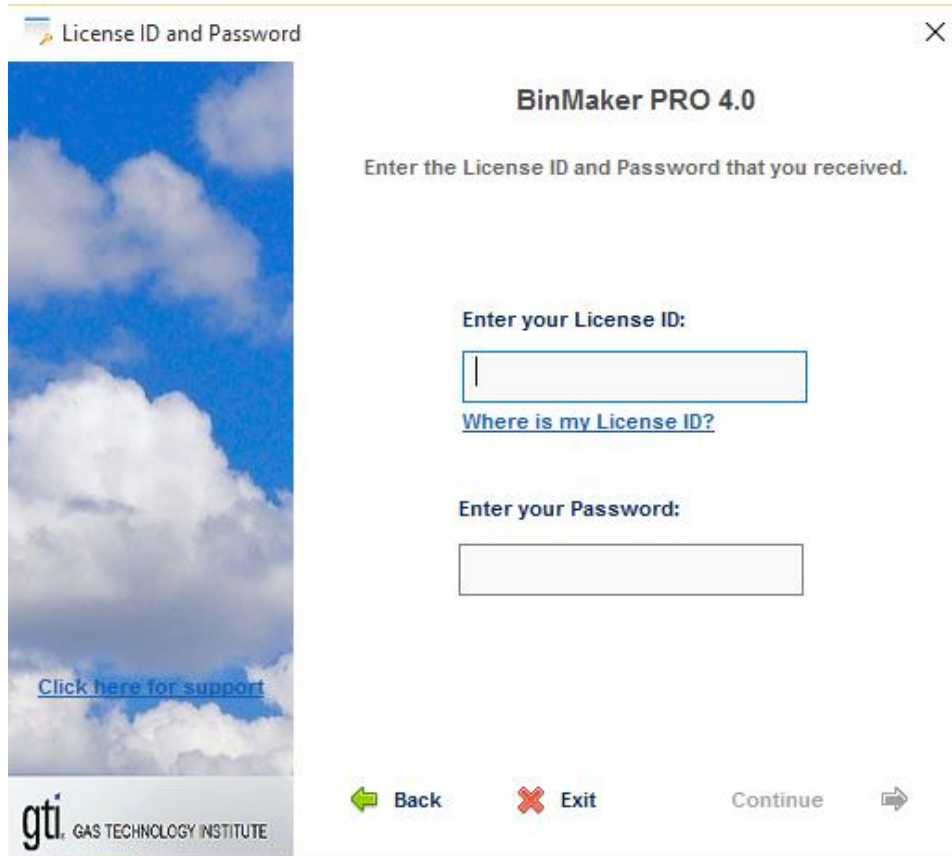 License ID and Password
BinMaker PRO 4.0
Enter the License ID and Password that you received.
Enter your License ID:
Where is my License ID?
Enter your Password:
Click here for support
Back Exit Continue
gti. GAS TECHNOLOGY INSTITUTE